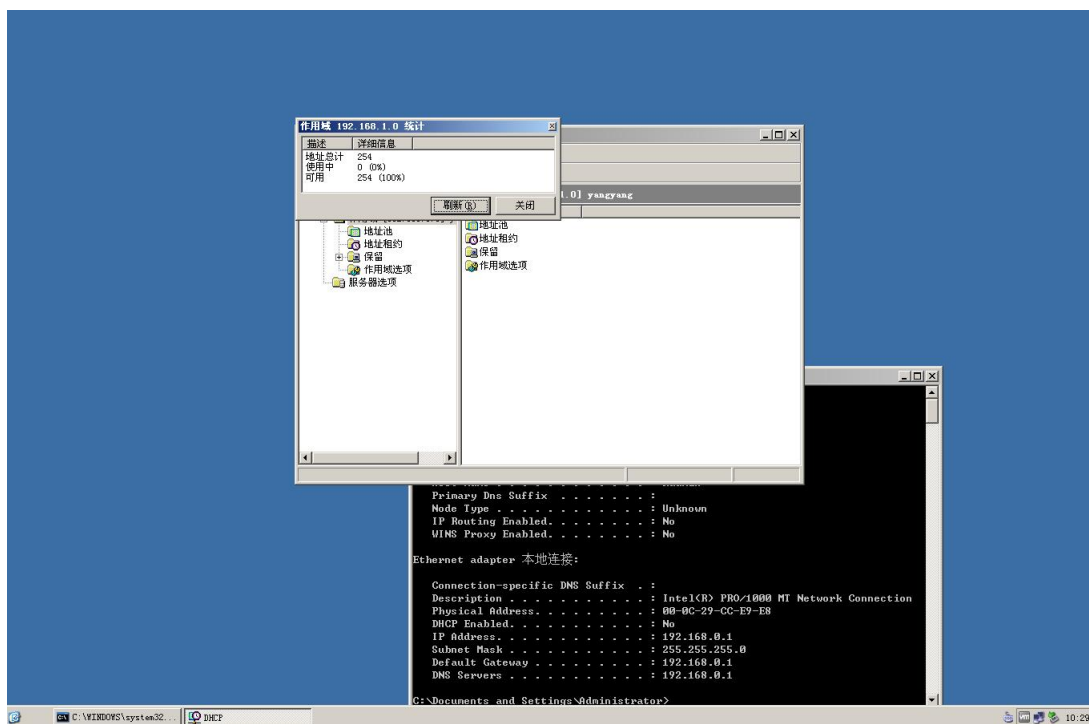 作用域 192.168.1.0 统计
描述 详细信息
地址总计 254
使用中 0 (0%)
可用 254 (100%)
刷新(R) 关闭
1.0] yangyang
地址池
地址租约
保留
作用域选项
服务器选项
地址池
地址租约
保留
作用域选项
Primary Dns Suffix . . . . . . . :
Node Type . . . . . . . . . . . . : Unknown
IP Routing Enabled. . . . . . . . : No
WINS Proxy Enabled. . . . . . . . : No
Ethernet adapter 本地连接:
Connection-specific DNS Suffix . :
Description . . . . . . . . . . . : Intel(R) PRO/1000 MT Network Connection
Physical Address. . . . . . . . . : 00-0C-29-CC-E9-E8
DHCP Enabled. . . . . . . . . . . : No
IP Address. . . . . . . . . . . . : 192.168.0.1
Subnet Mask . . . . . . . . . . . : 255.255.255.0
Default Gateway . . . . . . . . . : 192.168.0.1
DNS Servers . . . . . . . . . . . : 192.168.0.1
C:\Documents and Settings\Administrator>
C:\WINDOWS\system32... DHCP